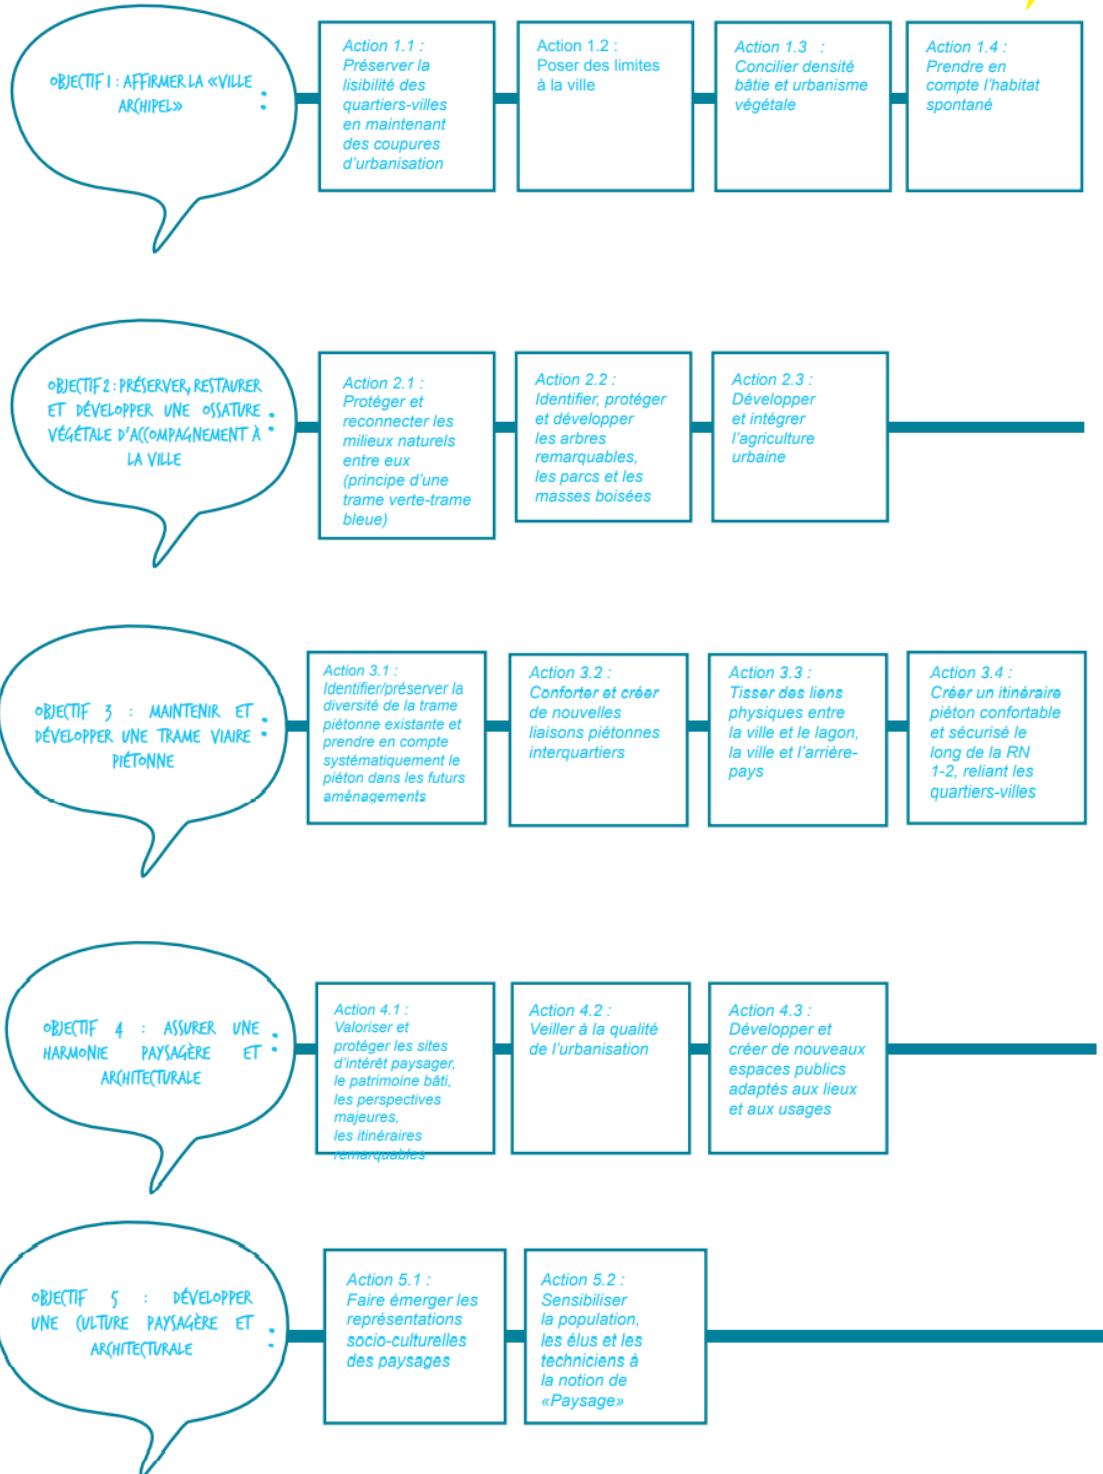 OBJECTIF 1 : AFFIRMER LA «VILLE
ARCHIPEL»
:
Action 1.1 :
Préserver la
lisibilité des
quartiers-villes
en maintenant
des coupures
d'urbanisation
Action 1.2 :
Poser des limites
à la ville
Action 1.3 :
Concilier densité
bâtie et urbanisme
végétale
Action 1.4 :
Prendre en
compte l'habitat
spontané
OBJECTIF 2 : PRÉSERVER, RESTAURER
ET DÉVELOPPER UNE OSSATURE
VÉGÉTALE D'ACCOMPAGNEMENT À
LA VILLE
:
Action 2.1 :
Protéger et
reconnecter les
milieux naturels
entre eux
(principe d'une
trame verte-trame
bleue)
Action 2.2 :
Identifier, protéger
et développer
les arbres
remarquables,
les parcs et les
masses boisées
Action 2.3 :
Développer
et intégrer
l'agriculture
urbaine
OBJECTIF 3 : MAINTENIR ET
DÉVELOPPER UNE TRAME VIAIRE
PIÉTONNE
:
Action 3.1 :
Identifier/préserver la
diversité de la trame
piétonne existante et
prendre en compte
systématiquement le
piéton dans les futurs
aménagements
Action 3.2 :
Conforter et créer
de nouvelles
liaisons piétonnes
interquartiers
Action 3.3 :
Tisser des liens
physiques entre
la ville et le lagon,
la ville et l'arrière-
pays
Action 3.4 :
Créer un itinéraire
piéton confortable
et sécurisé le
long de la RN
1-2, reliant les
quartiers-villes
OBJECTIF 4 : ASSURER UNE
HARMONIE PAYSAGÈRE ET
ARCHITECTURALE
:
Action 4.1 :
Valoriser et
protéger les sites
d'intérêt paysager,
le patrimoine bâti,
les perspectives
majeures,
les itinéraires
remarquables
Action 4.2 :
Veiller à la qualité
de l'urbanisation
Action 4.3 :
Développer et
créer de nouveaux
espaces publics
adaptés aux lieux
et aux usages
OBJECTIF 5 : DÉVELOPPER
UNE CULTURE PAYSAGÈRE ET
ARCHITECTURALE
:
Action 5.1 :
Faire émerger les
représentations
socio-culturelles
des paysages
Action 5.2 :
Sensibiliser
la population,
les élus et les
techniciens à
la notion de
«Paysage»